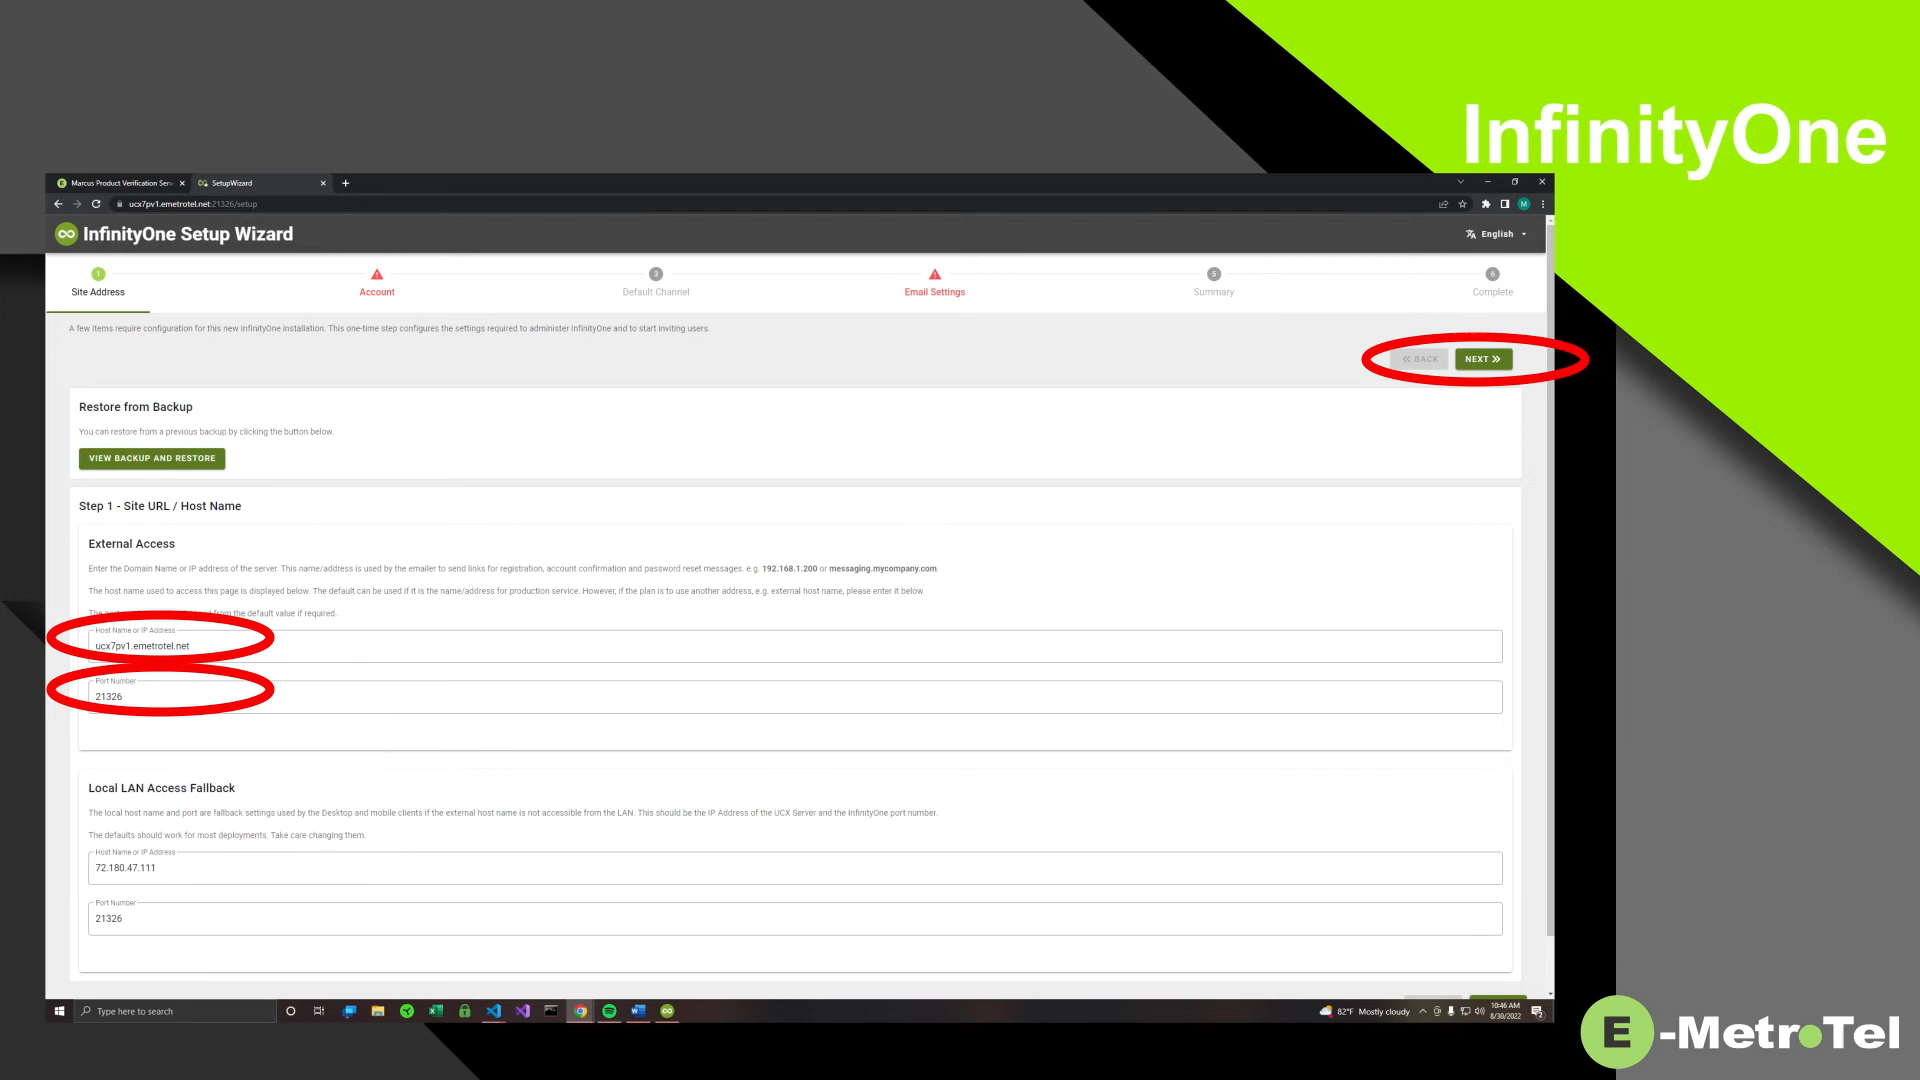 InfinityOne
Marcus Product Verification Serv
SetupWizard
ucx7pv1.emetrotel.net:21326/setup
M
InfinityOne Setup Wizard
English
1
3
5
6
Site Address
Account
Default Channel
Email Settings
Summary
Complete
A few items require configuration for this new InfinityOne installation. This one-time step configures the settings required to administer InfinityOne and to start inviting users.
BACK
NEXT
Restore from Backup
You can restore from a previous backup by clicking the button below.
VIEW BACKUP AND RESTORE
Step 1 - Site URL / Host Name
External Access
Enter the Domain Name or IP address of the server. This name/address is used by the emailer to send links for registration, account confirmation and password reset messages. e.g. 192.168.1.200 or messaging.mycompany.com.
The host name used to access this page is displayed below. The default can be used if it is the name/address for production service. However, if the plan is to use another address, e.g. external host name, please enter it below.
from the default value if required.
Host Name or IP Address
ucx7pv1.emetrotel.net
Port Number
21326
Local LAN Access Fallback
The local host name and port are fallback settings used by the Desktop and mobile clients if the external host name is not accessible from the LAN. This should be the IP Address of the UCX Server and the InfinityOne port number.
The defaults should work for most deployments. Take care changing them.
Host Name or IP Address
72.180.47.111
Port Number
21326
Type here to search
82°F Mostly cloudy
10:46 AM
8/30/2022
2
E-MetroTel